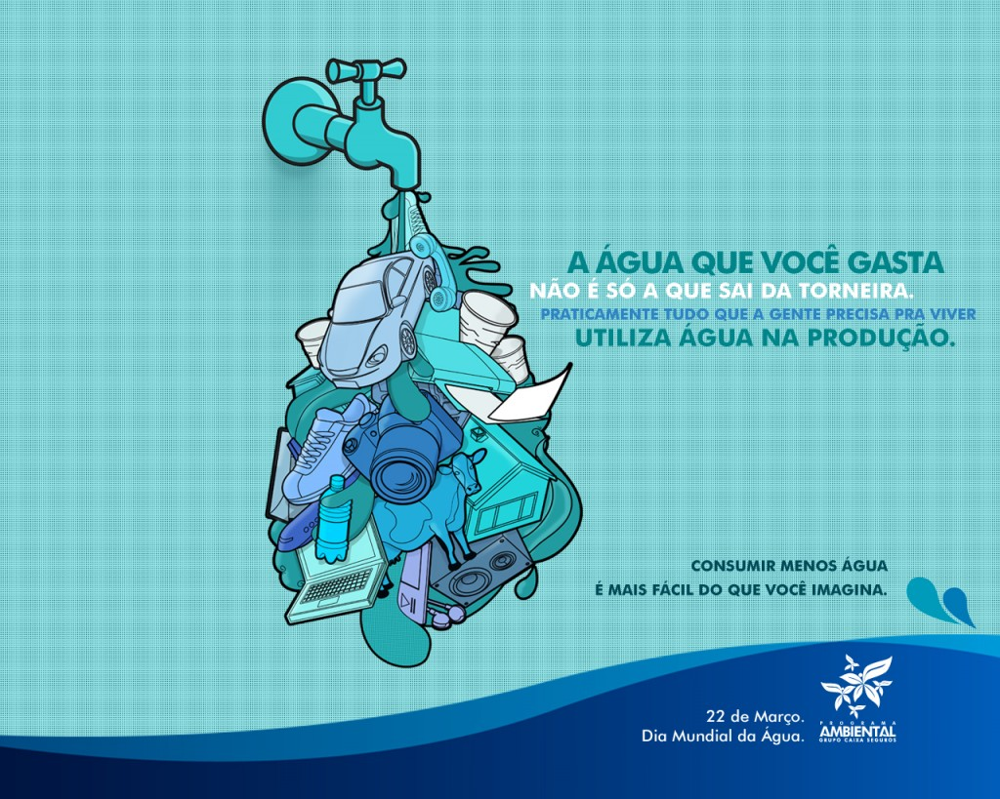 A ÁGUA QUE VOCÊ GASTA
NÃO É SÓ A QUE SAI DA TORNEIRA.
PRATICAMENTE TUDO QUE A GENTE PRECISA PRA VIVER
UTILIZA ÁGUA NA PRODUÇÃO.
CONSUMIR MENOS ÁGUA
É MAIS FÁCIL DO QUE VOCÊ IMAGINA.
22 de Março.
Dia Mundial da Água.
PROGRAMA
AMBIENTAL
GRUPO CAIXA SEGUROS